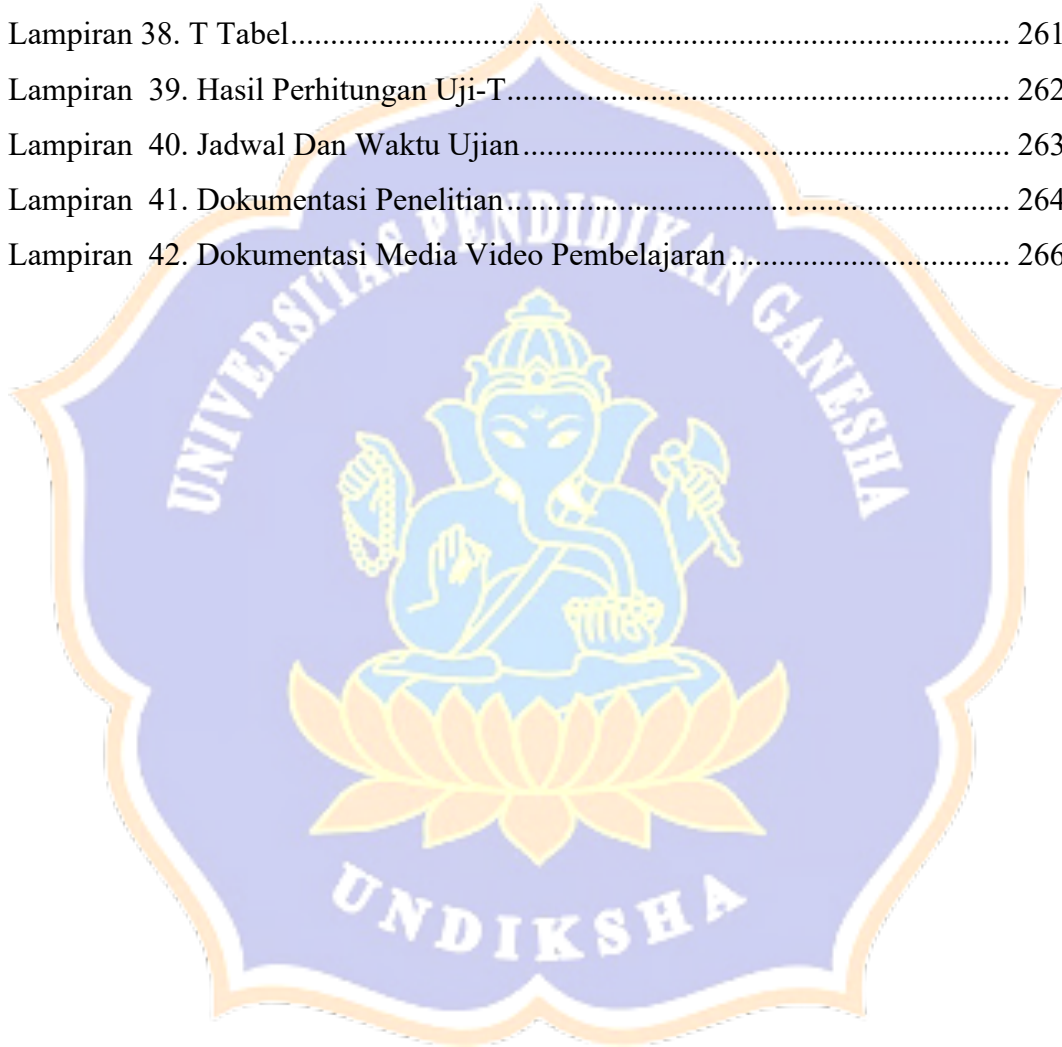 Lampiran 38. T Tabel.......................................................................................... 261
Lampiran  39. Hasil Perhitungan Uji-T............................................................... 262
Lampiran  40. Jadwal Dan Waktu Ujian............................................................. 263
Lampiran  41. Dokumentasi Penelitian............................................................... 264
Lampiran  42. Dokumentasi Media Video Pembelajaran................................... 266
UNIVERSITAS PENDIDIKAN GANESHA
UNDIKSHA